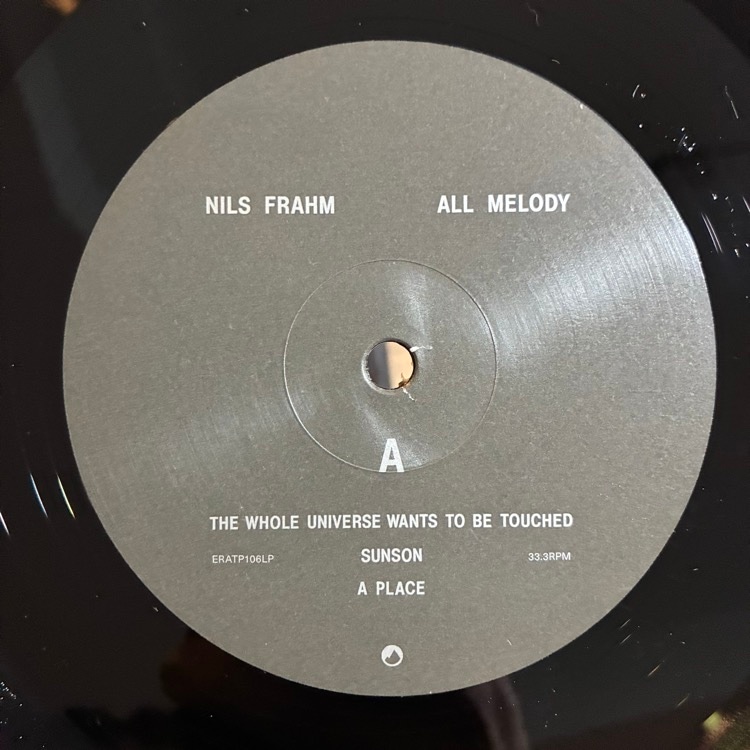 NILS FRAHM ALL MELODY
A
THE WHOLE UNIVERSE WANTS TO BE TOUCHED
ERATP106LP SUNSON 33.3RPM
A PLACE